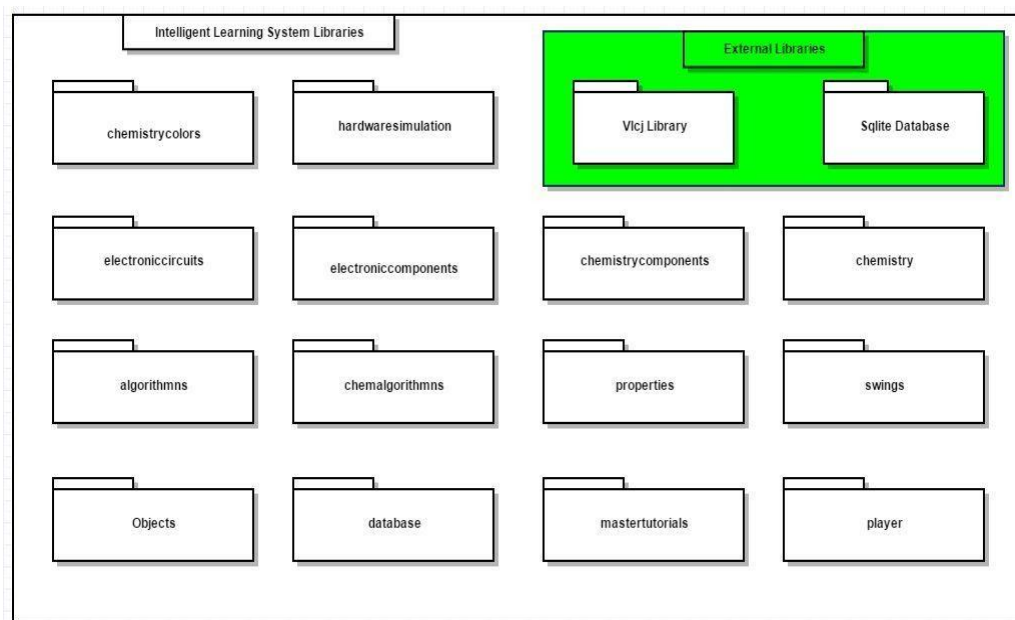 Intelligent Learning System Libraries
External Libraries
chemistrycolors
hardwaresimulation
Vlcj Library
Sqlite Database
electroniccircuits
electroniccomponents
chemistrycomponents
chemistry
algorithmns
chemalgorithmns
properties
swings
Objects
database
mastertutorials
player